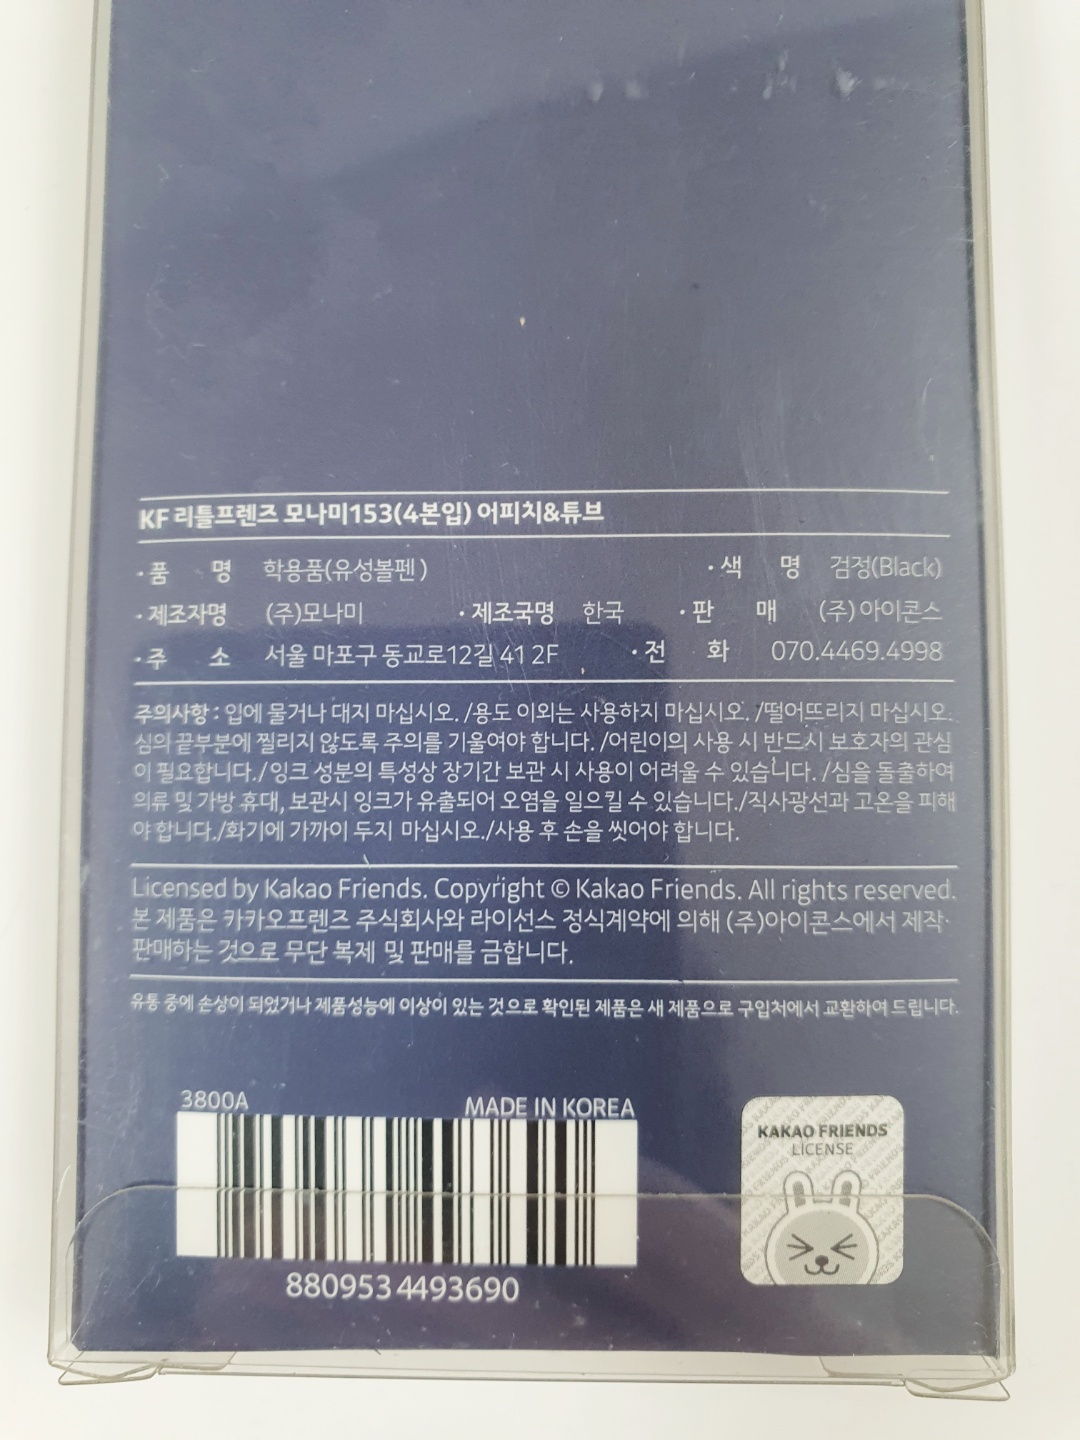 KF 리틀프렌즈 모나미153(4본입) 어피치&튜브
· 품 명 학용품(유성볼펜) · 색 명 검정(Black)
· 제조자명 (주)모나미 · 제조국명 한국 · 판 매 (주)아이콘스
· 주 소 서울 마포구 동교로12길 41 2F · 전 화 070.4469.4998
주의사항 : 입에 물거나 대지 마십시오. /용도 이외는 사용하지 마십시오. /떨어뜨리지 마십시오.
심의 끝부분에 찔리지 않도록 주의를 기울여야 합니다. /어린이의 사용 시 반드시 보호자의 관심
이 필요합니다./잉크 성분의 특성상 장기간 보관 시 사용이 어려울 수 있습니다. /심을 돌출하여
의류 및 가방 휴대, 보관시 잉크가 유출되어 오염을 일으킬 수 있습니다./직사광선과 고온을 피해
야 합니다./화기에 가까이 두지 마십시오./사용 후 손을 씻어야 합니다.
Licensed by Kakao Friends. Copyright © Kakao Friends. All rights reserved.
본 제품은 카카오프렌즈 주식회사와 라이선스 정식계약에 의해 (주)아이콘스에서 제작·
판매하는 것으로 무단 복제 및 판매를 금합니다.
유통 중에 손상이 되었거나 제품성능에 이상이 있는 것으로 확인된 제품은 새 제품으로 구입처에서 교환하여 드립니다.
3800A MADE IN KOREA
8809534493690
KAKAO FRIENDS
LICENSE